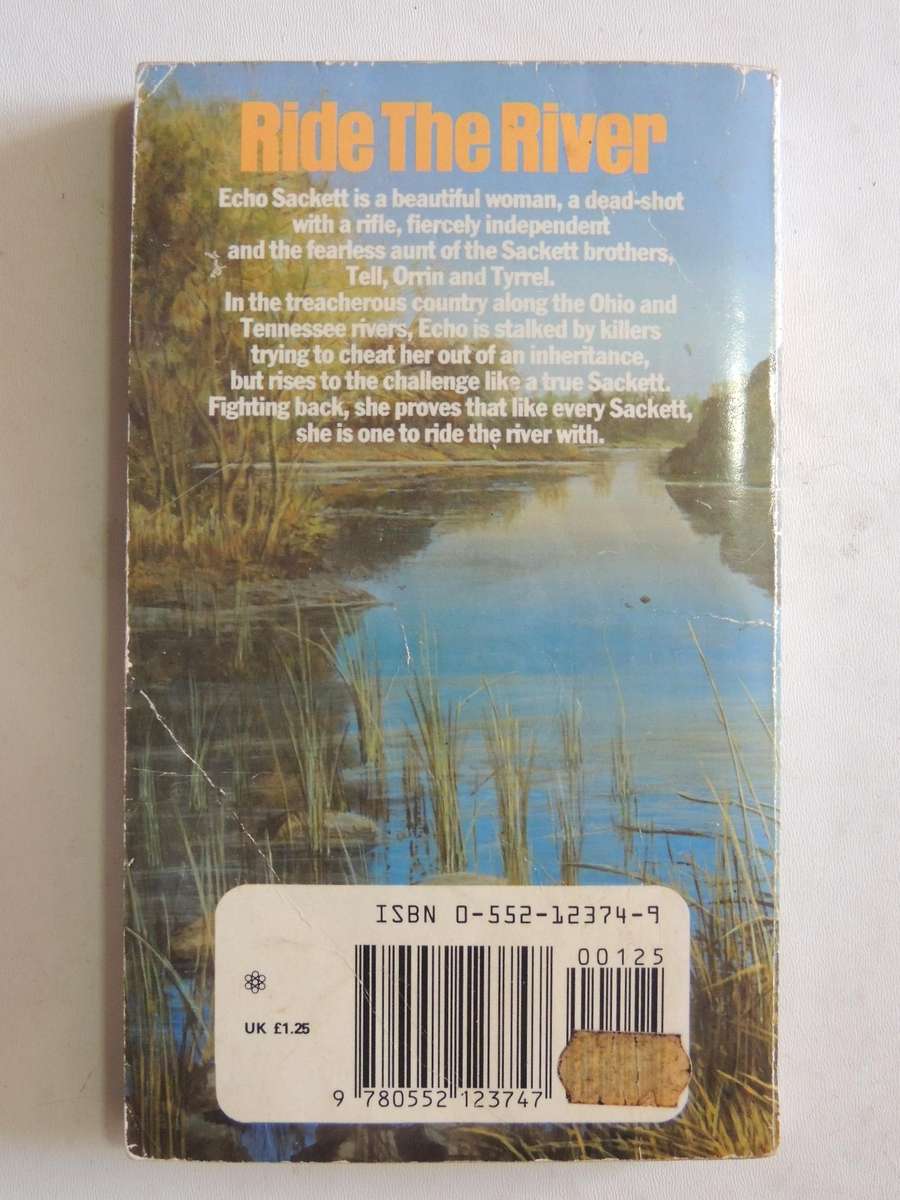 Ride The River
Echo Sackett is a beautiful woman, a dead-shot
with a rifle, fiercely independent
and the fearless aunt of the Sackett brothers,
Tell, Orrin and Tyrrel.
In the treacherous country along the Ohio and
Tennessee rivers, Echo is stalked by killers
trying to cheat her out of an inheritance,
but rises to the challenge like a true Sackett.
Fighting back, she proves that like every Sackett,
she is one to ride the river with.
ISBN 0-552-12374-9
00125
UK £1.25
9 780552 123747